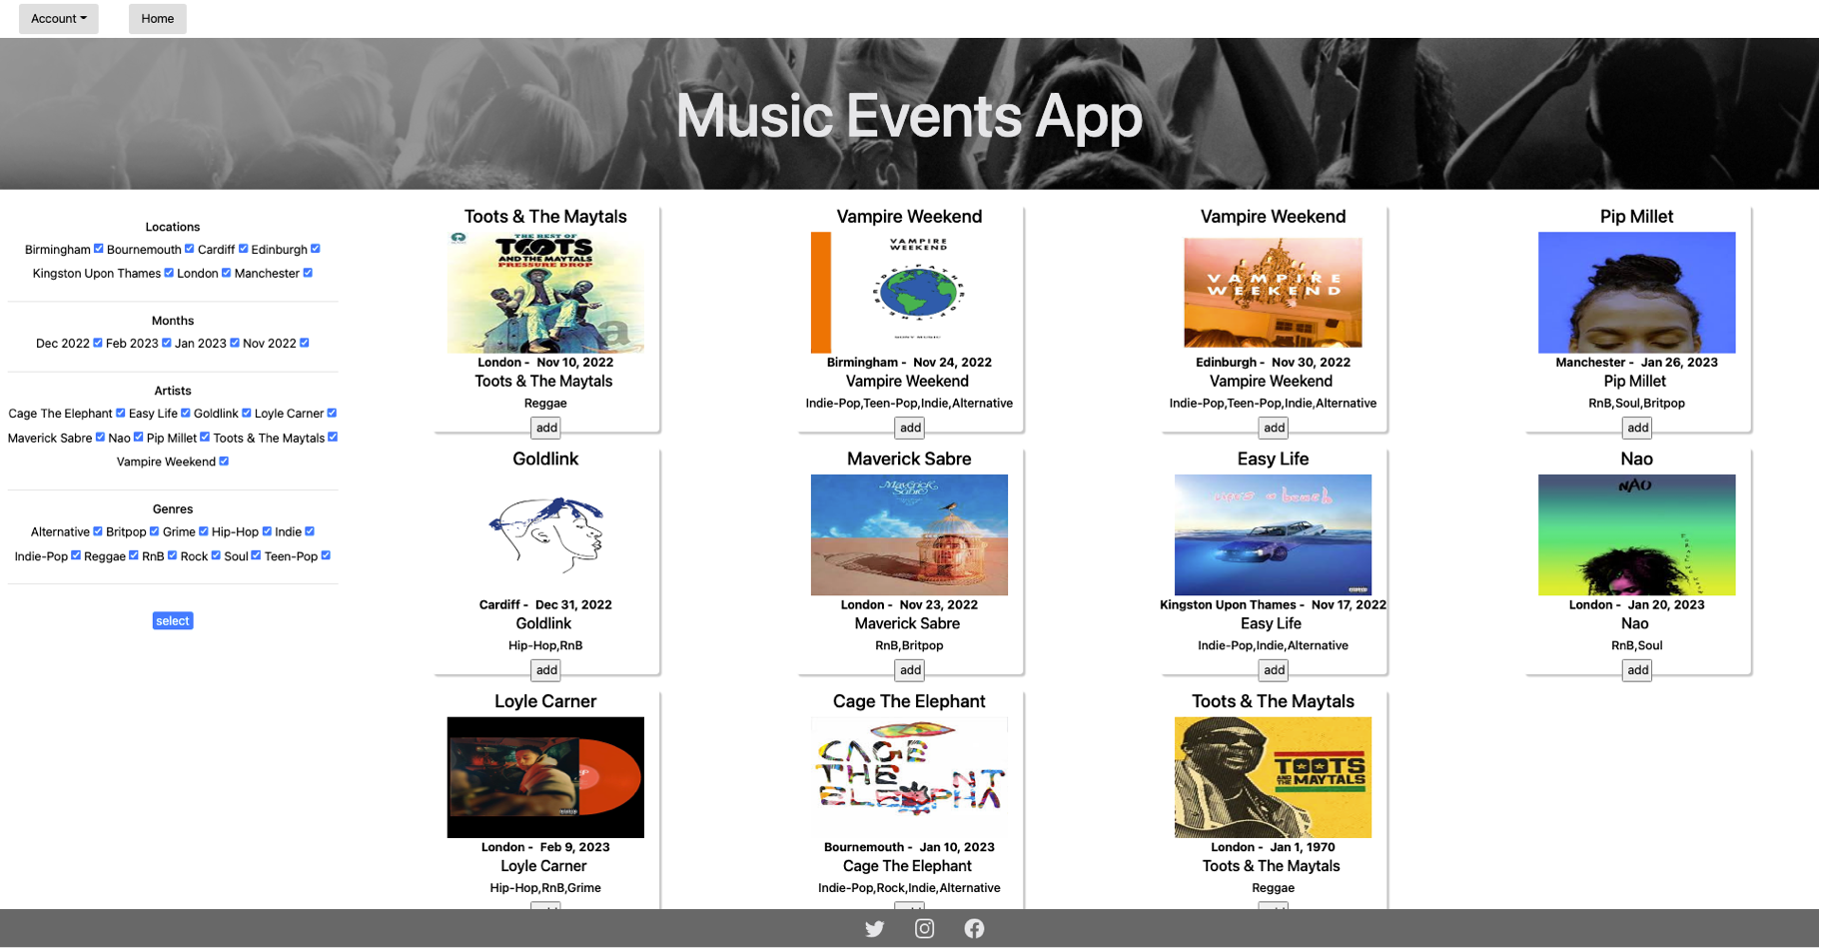 Account Home
Music Events App
Locations
Birmingham Bournemouth Cardiff Edinburgh
Kingston Upon Thames London Manchester
Months
Dec 2022 Feb 2023 Jan 2023 Nov 2022
Artists
Cage The Elephant Easy Life Goldlink Loyle Carner
Maverick Sabre Nao Pip Millet Toots & The Maytals
Vampire Weekend
Genres
Alternative Britpop Grime Hip-Hop Indie
Indie-Pop Reggae RnB Rock Soul Teen-Pop
select
Toots & The Maytals
THE BEST OF
TOOTS
AND THE MAYTALS
PRESSURE DROP
London - Nov 10, 2022
Toots & The Maytals
Reggae
add
Vampire Weekend
VAMPIRE
WEEKEND
London
Birmingham - Nov 24, 2022
Vampire Weekend
Indie-Pop,Teen-Pop,Indie,Alternative
add
Vampire Weekend
VAMPIRE
WEEKEND
Edinburgh - Nov 30, 2022
Vampire Weekend
Indie-Pop,Teen-Pop,Indie,Alternative
add
Pip Millet
Manchester - Jan 26, 2023
Pip Millet
RnB,Soul,Britpop
add
Goldlink
Cardiff - Dec 31, 2022
Goldlink
Hip-Hop,RnB
add
Maverick Sabre
Maverick
Sabre
London - Nov 23, 2022
Maverick Sabre
RnB,Britpop
add
Easy Life
Kingston Upon Thames - Nov 17, 2022
Easy Life
Indie-Pop,Indie,Alternative
add
Nao
NAO
London - Jan 20, 2023
Nao
RnB,Soul
add
Loyle Carner
London - Feb 9, 2023
Loyle Carner
Hip-Hop,RnB,Grime
Cage The Elephant
CAGE
THE NT
ELEPHA
Bournemouth - Jan 10, 2023
Cage The Elephant
Indie-Pop,Rock,Indie,Alternative
Toots & The Maytals
TOOTS
AND THE MAYTALS
London - Jan 1, 1970
Toots & The Maytals
Reggae